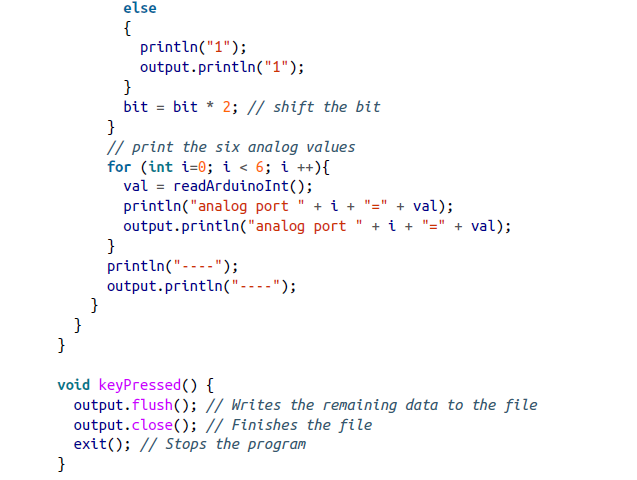 else
{
println("1");
output.println("1");
}
bit = bit * 2; // shift the bit
}
// print the six analog values
for (int i=0; i < 6; i ++){
val = readArduinoInt();
println("analog port " + i + "=" + val);
output.println("analog port " + i + "=" + val);
}
println("----");
output.println("----");
}
}
}
void keyPressed() {
output.flush(); // Writes the remaining data to the file
output.close(); // Finishes the file
exit(); // Stops the program
}